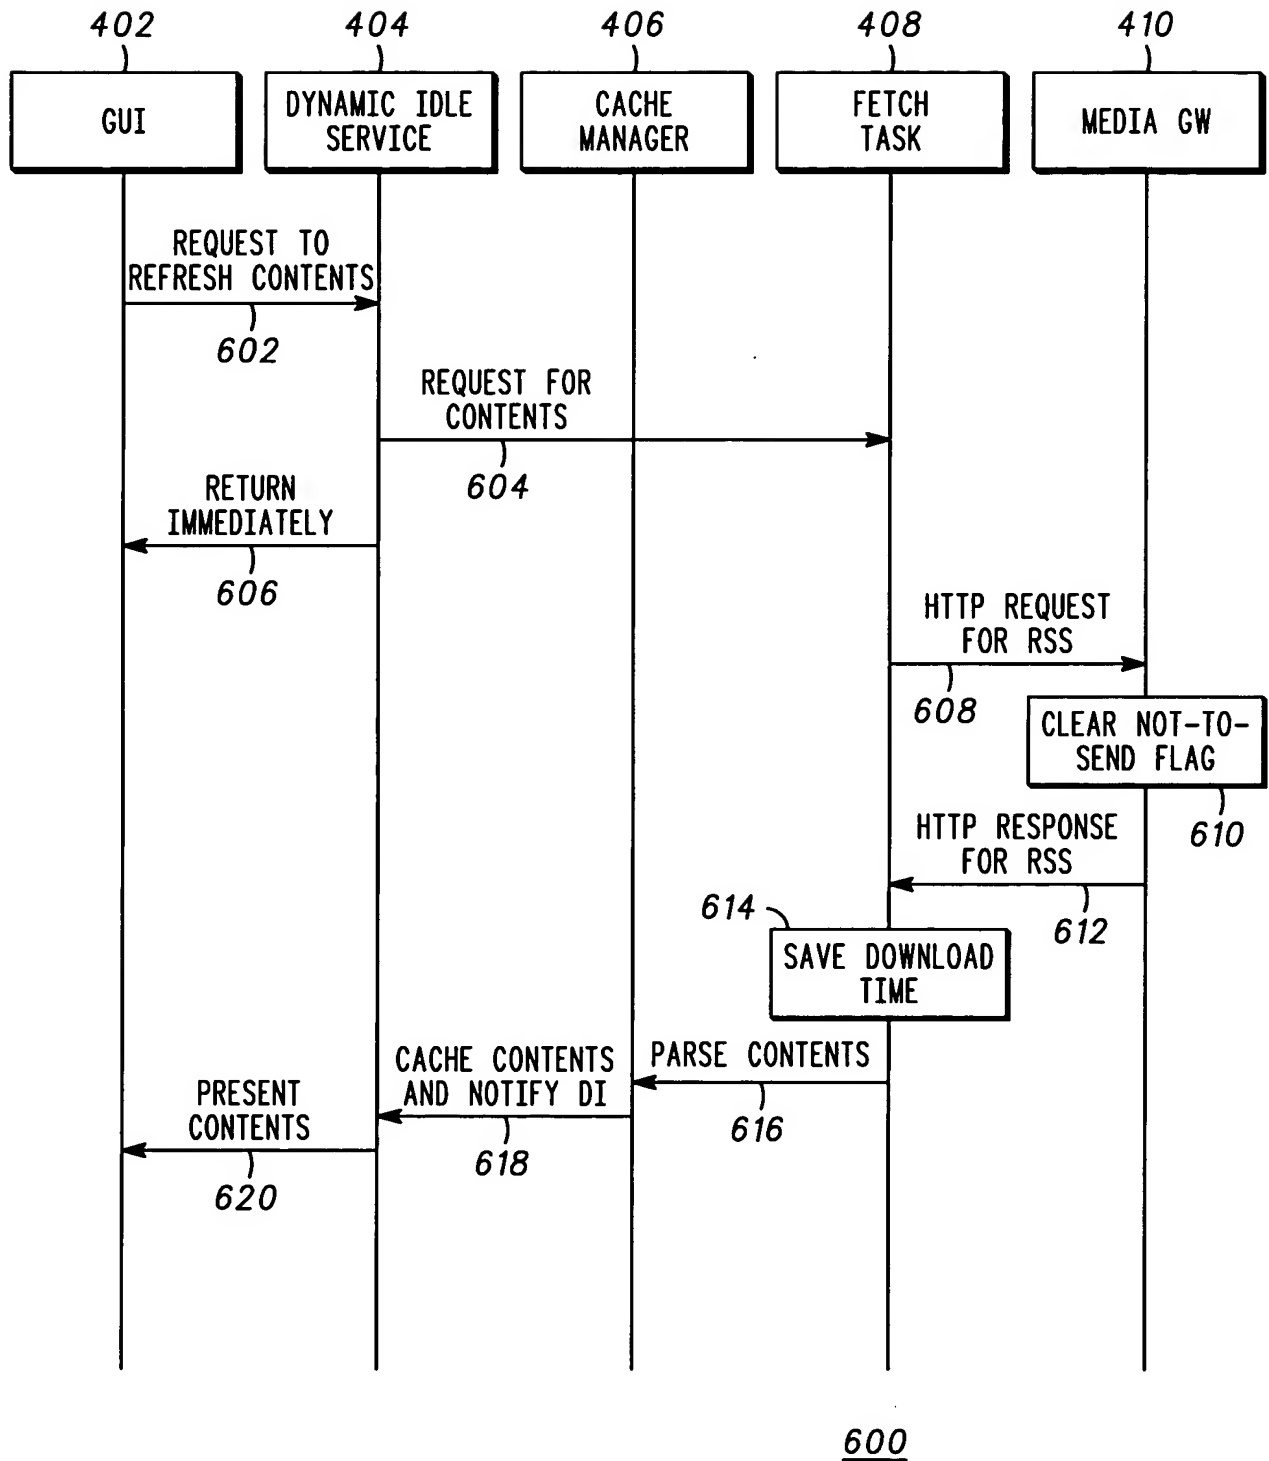 402
404
406
408
410
GUI
DYNAMIC IDLE
SERVICE
CACHE
MANAGER
FETCH
TASK
MEDIA GW
REQUEST TO
REFRESH CONTENTS
602
REQUEST FOR
CONTENTS
604
RETURN
IMMEDIATELY
606
HTTP REQUEST
FOR RSS
608
CLEAR NOT-TO-
SEND FLAG
610
HTTP RESPONSE
FOR RSS
612
614
SAVE DOWNLOAD
TIME
PARSE CONTENTS
616
CACHE CONTENTS
AND NOTIFY DI
618
PRESENT
CONTENTS
620
600